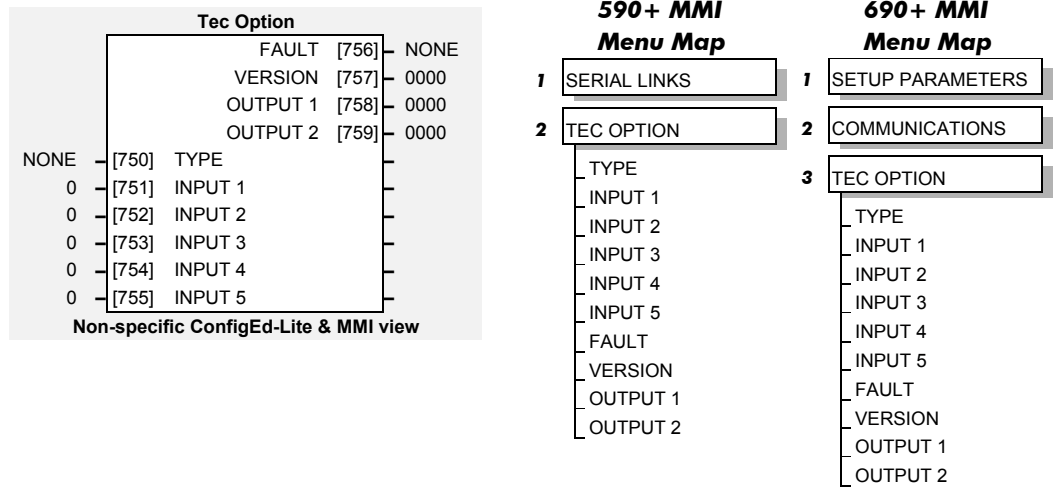 Tec Option
FAULT [756] NONE
VERSION [757] 0000
OUTPUT 1 [758] 0000
OUTPUT 2 [759] 0000
NONE [750] TYPE
0 [751] INPUT 1
0 [752] INPUT 2
0 [753] INPUT 3
0 [754] INPUT 4
0 [755] INPUT 5
Non-specific ConfigEd-Lite & MMI view
590+ MMI
Menu Map
1 SERIAL LINKS
2 TEC OPTION
TYPE
INPUT 1
INPUT 2
INPUT 3
INPUT 4
INPUT 5
FAULT
VERSION
OUTPUT 1
OUTPUT 2
690+ MMI
Menu Map
1 SETUP PARAMETERS
2 COMMUNICATIONS
3 TEC OPTION
TYPE
INPUT 1
INPUT 2
INPUT 3
INPUT 4
INPUT 5
FAULT
VERSION
OUTPUT 1
OUTPUT 2